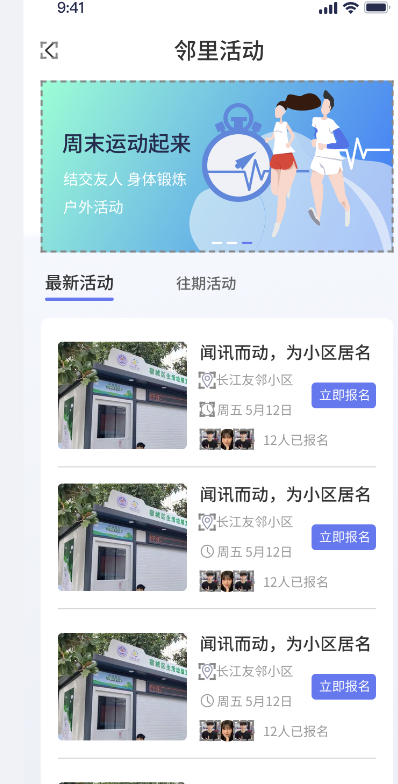 9:41
邻里活动
周末运动起来
结交友人 身体锻炼
户外活动
最新活动
往期活动
闻讯而动，为小区居名
长江友邻小区
立即报名
周五 5月12日
12人已报名
闻讯而动，为小区居名
长江友邻小区
立即报名
周五 5月12日
12人已报名
闻讯而动，为小区居名
长江友邻小区
立即报名
周五 5月12日
12人已报名